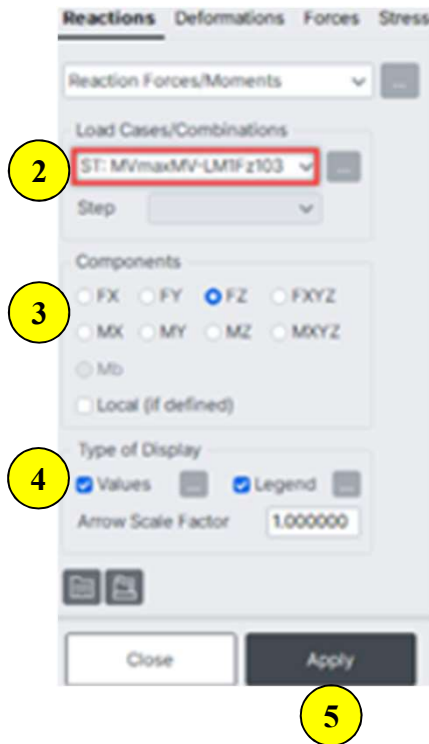 Reactions Deformations Forces Stress
Reaction Forces/Moments ...
Load Cases/Combinations
2 ST: MVmaxMV-LM1Fz103 ...
Step
Components
FX FY FZ FXYZ
3
MX MY MZ MXYZ
Mb
Local (if defined)
Type of Display
4 Values ... Legend ...
Arrow Scale Factor 1.000000
Close Apply
5